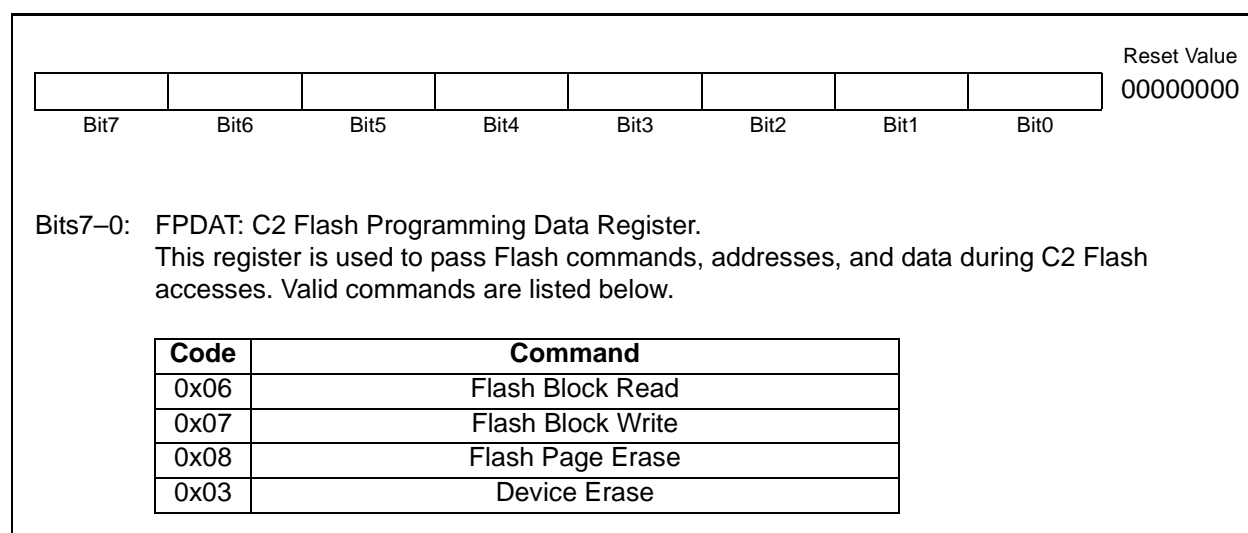 Reset Value
00000000
Bit7 Bit6 Bit5 Bit4 Bit3 Bit2 Bit1 Bit0
Bits7–0: FPDAT: C2 Flash Programming Data Register.
This register is used to pass Flash commands, addresses, and data during C2 Flash
accesses. Valid commands are listed below.
Code Command
0x06 Flash Block Read
0x07 Flash Block Write
0x08 Flash Page Erase
0x03 Device Erase